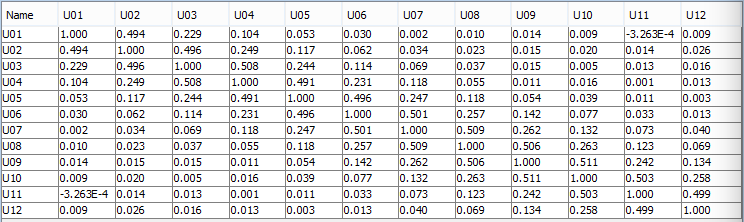 Name U01 U02 U03 U04 U05 U06 U07 U08 U09 U10 U11 U12
U01 1.000 0.494 0.229 0.104 0.053 0.030 0.002 0.010 0.014 0.009 -3.263E-4 0.009
U02 0.494 1.000 0.496 0.249 0.117 0.062 0.034 0.023 0.015 0.020 0.014 0.026
U03 0.229 0.496 1.000 0.508 0.244 0.114 0.069 0.037 0.015 0.005 0.013 0.016
U04 0.104 0.249 0.508 1.000 0.491 0.231 0.118 0.055 0.011 0.016 0.001 0.013
U05 0.053 0.117 0.244 0.491 1.000 0.496 0.247 0.118 0.054 0.039 0.011 0.003
U06 0.030 0.062 0.114 0.231 0.496 1.000 0.501 0.257 0.142 0.077 0.033 0.013
U07 0.002 0.034 0.069 0.118 0.247 0.501 1.000 0.509 0.262 0.132 0.073 0.040
U08 0.010 0.023 0.037 0.055 0.118 0.257 0.509 1.000 0.506 0.263 0.123 0.069
U09 0.014 0.015 0.015 0.011 0.054 0.142 0.262 0.506 1.000 0.511 0.242 0.134
U10 0.009 0.020 0.005 0.016 0.039 0.077 0.132 0.263 0.511 1.000 0.503 0.258
U11 -3.263E-4 0.014 0.013 0.001 0.011 0.033 0.073 0.123 0.242 0.503 1.000 0.499
U12 0.009 0.026 0.016 0.013 0.003 0.013 0.040 0.069 0.134 0.258 0.499 1.000